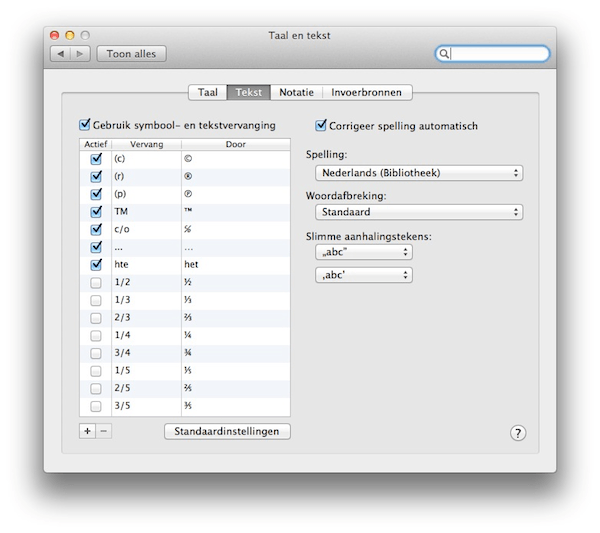 Taal en tekst
Toon alles
Taal Tekst Notatie Invoerbronnen
Gebruik symbool- en tekstvervanging
Corrigeer spelling automatisch
Actief Vervang Door
(c) ©
(r) ®
(p) ℗
TM ™
c/o ℅
... …
hte het
1/2 ½
1/3 ⅓
2/3 ⅔
1/4 ¼
3/4 ¾
1/5 ⅕
2/5 ⅖
3/5 ⅗
+ −
Standaardinstellingen
Spelling:
Nederlands (Bibliotheek)
Woordafbreking:
Standaard
Slimme aanhalingstekens:
„abc”
‚abc’
?